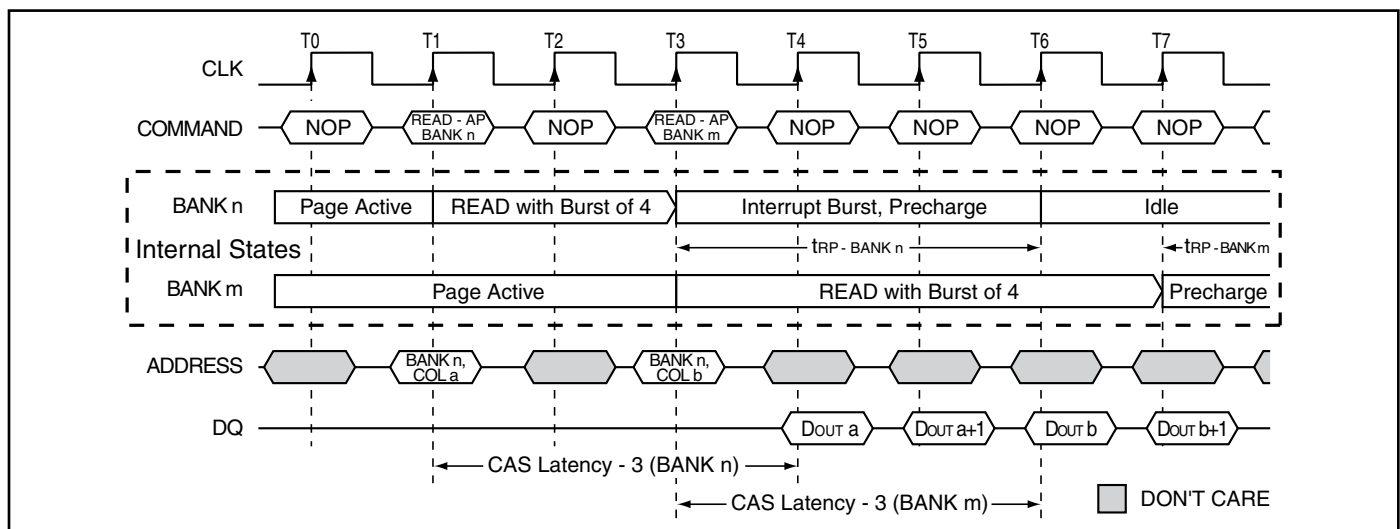 T0 T1 T2 T3 T4 T5 T6 T7
CLK
COMMAND NOP READ - AP BANK n NOP READ - AP BANK m NOP NOP NOP NOP
BANK n Page Active READ with Burst of 4 Interrupt Burst, Precharge Idle
Internal States tRP - BANK n tRP - BANK m
BANK m Page Active READ with Burst of 4 Precharge
ADDRESS BANK n, COL a BANK n, COL b
DQ DOUT a DOUT a+1 DOUT b DOUT b+1
CAS Latency - 3 (BANK n)
CAS Latency - 3 (BANK m) DON'T CARE